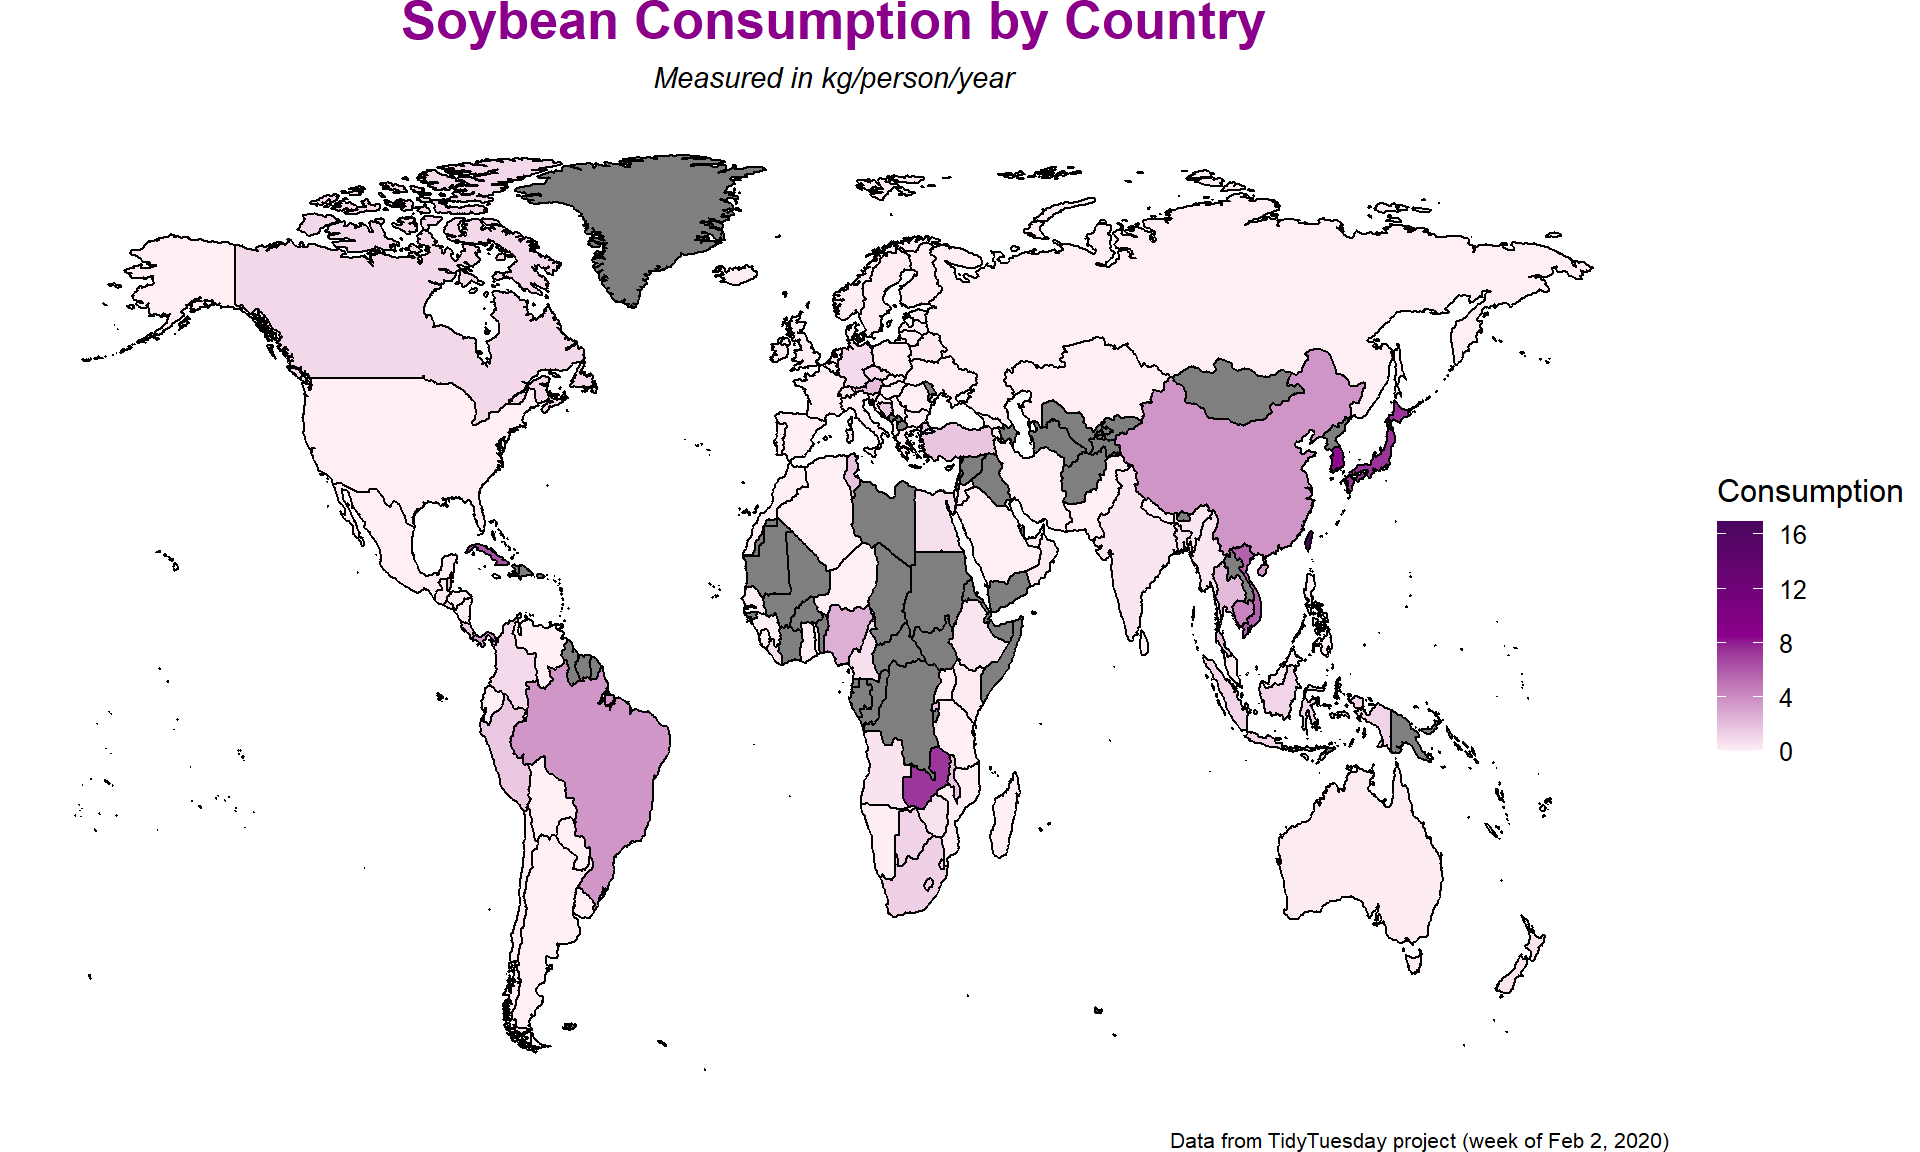 Soybean Consumption by Country
Measured in kg/person/year
Consumption
16
12
8
4
0
Data from TidyTuesday project (week of Feb 2, 2020)